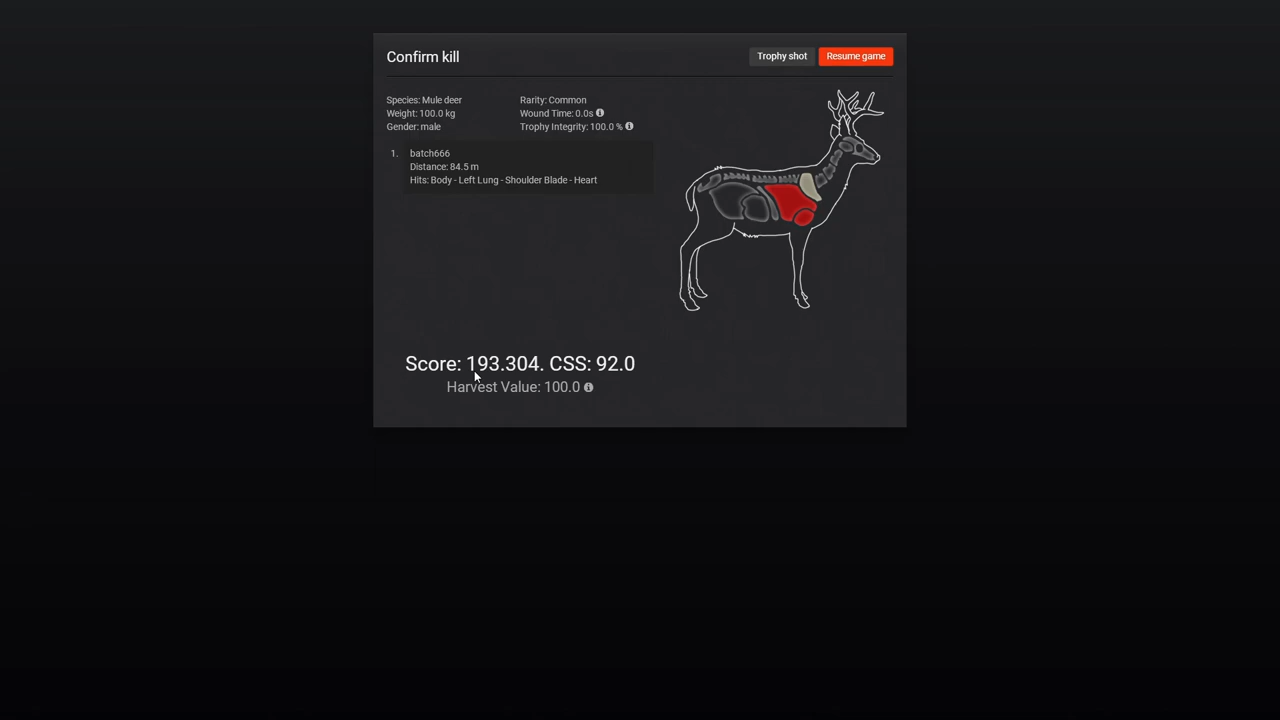 Confirm kill
Trophy shot
Resume game
Species: Mule deer
Weight: 100.0 kg
Gender: male
Rarity: Common
Wound Time: 0.0s
Trophy Integrity: 100.0 %
1. batch666
Distance: 84.5 m
Hits: Body - Left Lung - Shoulder Blade - Heart
Score: 193.304. CSS: 92.0
Harvest Value: 100.0